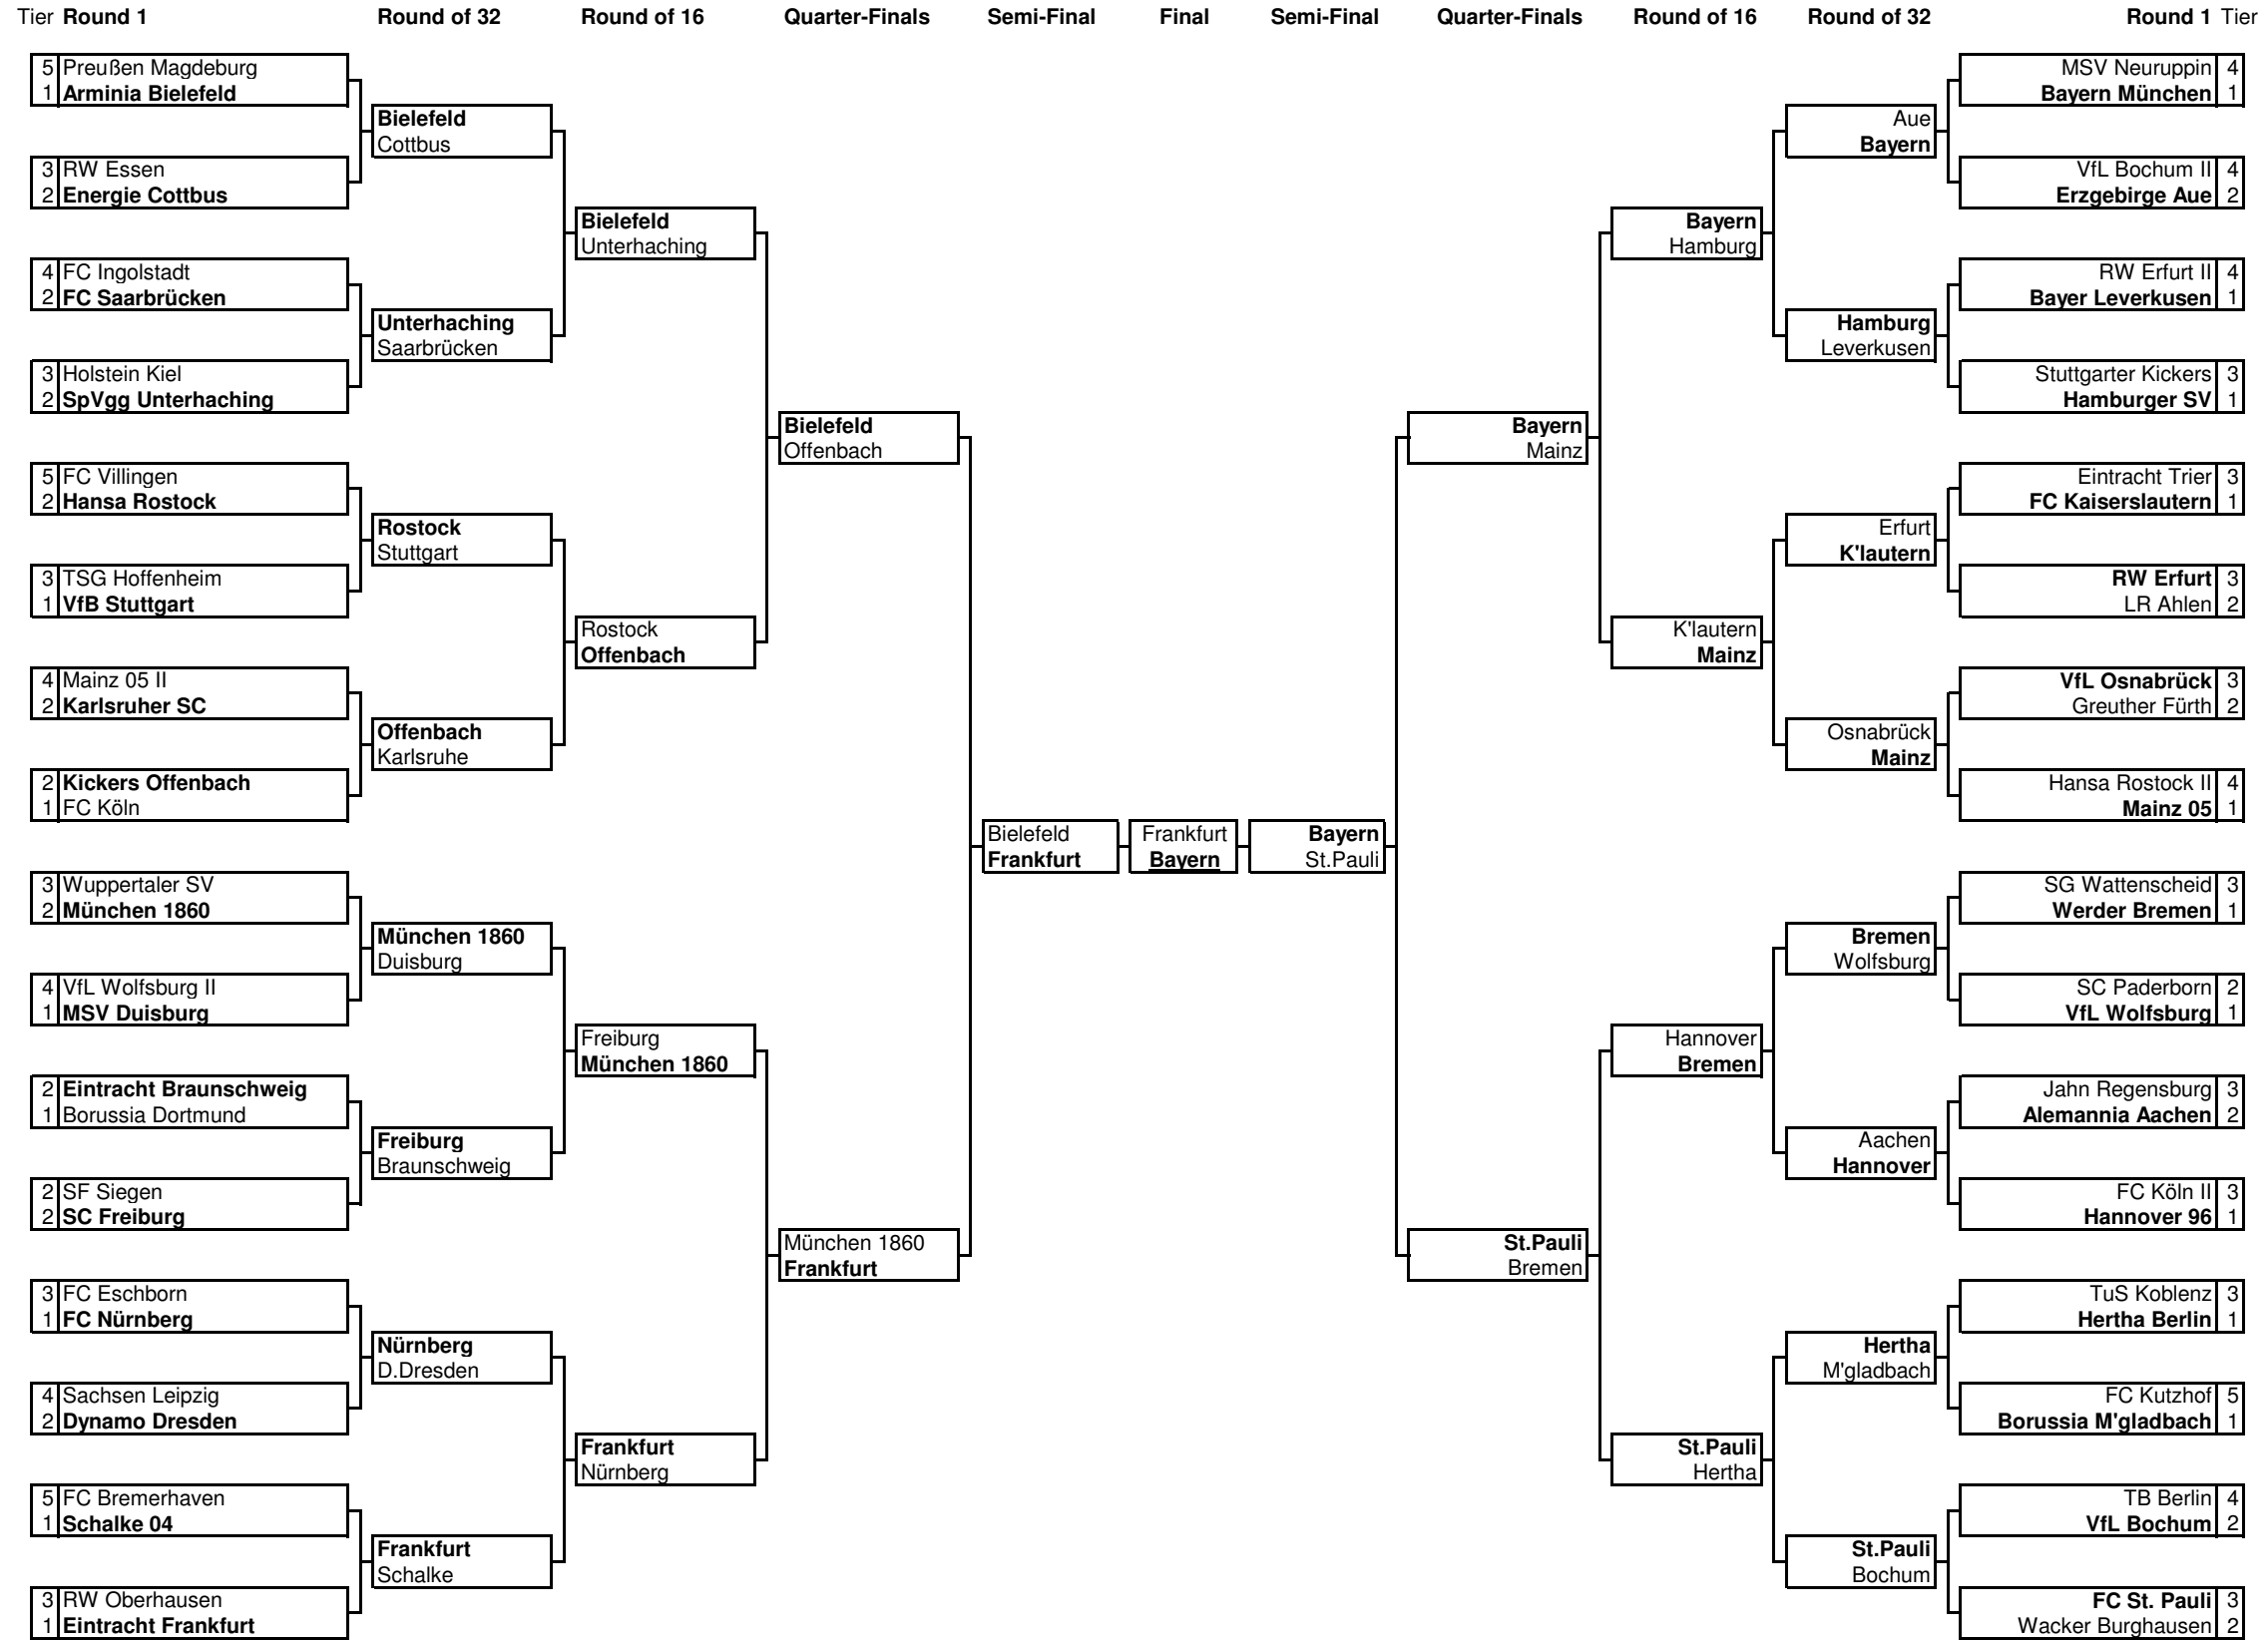 Tier Round 1 Round of 32 Round of 16 Quarter-Finals Semi-Final Final Semi-Final Quarter-Finals Round of 16 Round of 32 Round 1 Tier
5 Preußen Magdeburg
1 Arminia Bielefeld
3 RW Essen
2 Energie Cottbus
4 FC Ingolstadt
2 FC Saarbrücken
3 Holstein Kiel
2 SpVgg Unterhaching
5 FC Villingen
2 Hansa Rostock
3 TSG Hoffenheim
1 VfB Stuttgart
4 Mainz 05 II
2 Karlsruher SC
2 Kickers Offenbach
1 FC Köln
3 Wuppertaler SV
2 München 1860
4 VfL Wolfsburg II
1 MSV Duisburg
2 Eintracht Braunschweig
1 Borussia Dortmund
2 SF Siegen
2 SC Freiburg
3 FC Eschborn
1 FC Nürnberg
4 Sachsen Leipzig
2 Dynamo Dresden
5 FC Bremerhaven
1 Schalke 04
3 RW Oberhausen
1 Eintracht Frankfurt
Bielefeld
Cottbus
Unterhaching
Saarbrücken
Rostock
Stuttgart
Offenbach
Karlsruhe
München 1860
Duisburg
Freiburg
Braunschweig
Nürnberg
D.Dresden
Frankfurt
Schalke
Bielefeld
Unterhaching
Rostock
Offenbach
Freiburg
München 1860
Frankfurt
Nürnberg
Bielefeld
Offenbach
München 1860
Frankfurt
Bielefeld
Frankfurt
Frankfurt
Bayern
Bayern
St.Pauli
Bayern
Mainz
St.Pauli
Bremen
Bayern
Hamburg
K'lautern
Mainz
Hannover
Bremen
St.Pauli
Hertha
Aue
Bayern
Hamburg
Leverkusen
Erfurt
K'lautern
Osnabrück
Mainz
Bremen
Wolfsburg
Aachen
Hannover
Hertha
M'gladbach
St.Pauli
Bochum
MSV Neuruppin 4
Bayern München 1
VfL Bochum II 4
Erzgebirge Aue 2
RW Erfurt II 4
Bayer Leverkusen 1
Stuttgarter Kickers 3
Hamburger SV 1
Eintracht Trier 3
FC Kaiserslautern 1
RW Erfurt 3
LR Ahlen 2
VfL Osnabrück 3
Greuther Fürth 2
Hansa Rostock II 4
Mainz 05 1
SG Wattenscheid 3
Werder Bremen 1
SC Paderborn 2
VfL Wolfsburg 1
Jahn Regensburg 3
Alemannia Aachen 2
FC Köln II 3
Hannover 96 1
TuS Koblenz 3
Hertha Berlin 1
FC Kutzhof 5
Borussia M'gladbach 1
TB Berlin 4
VfL Bochum 2
FC St. Pauli 3
Wacker Burghausen 2